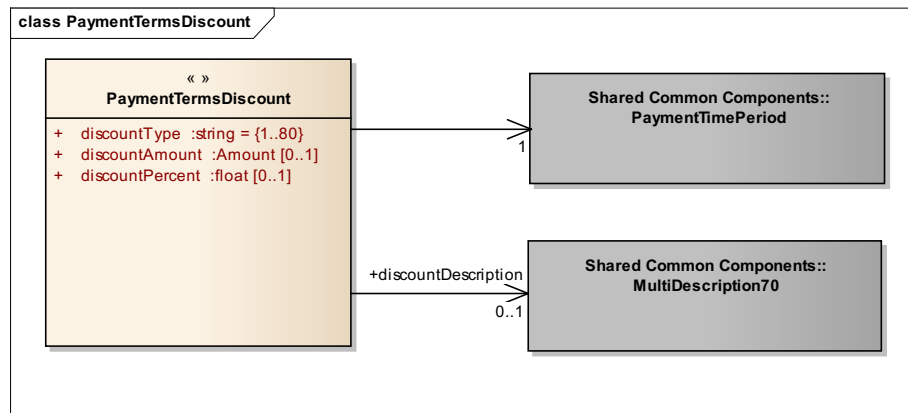 class PaymentTermsDiscount
« »
PaymentTermsDiscount
+ discountType :string = {1..80}
+ discountAmount :Amount [0..1]
+ discountPercent :float [0..1]
Shared Common Components::
PaymentTimePeriod
1
+discountDescription
0..1
Shared Common Components::
MultiDescription70